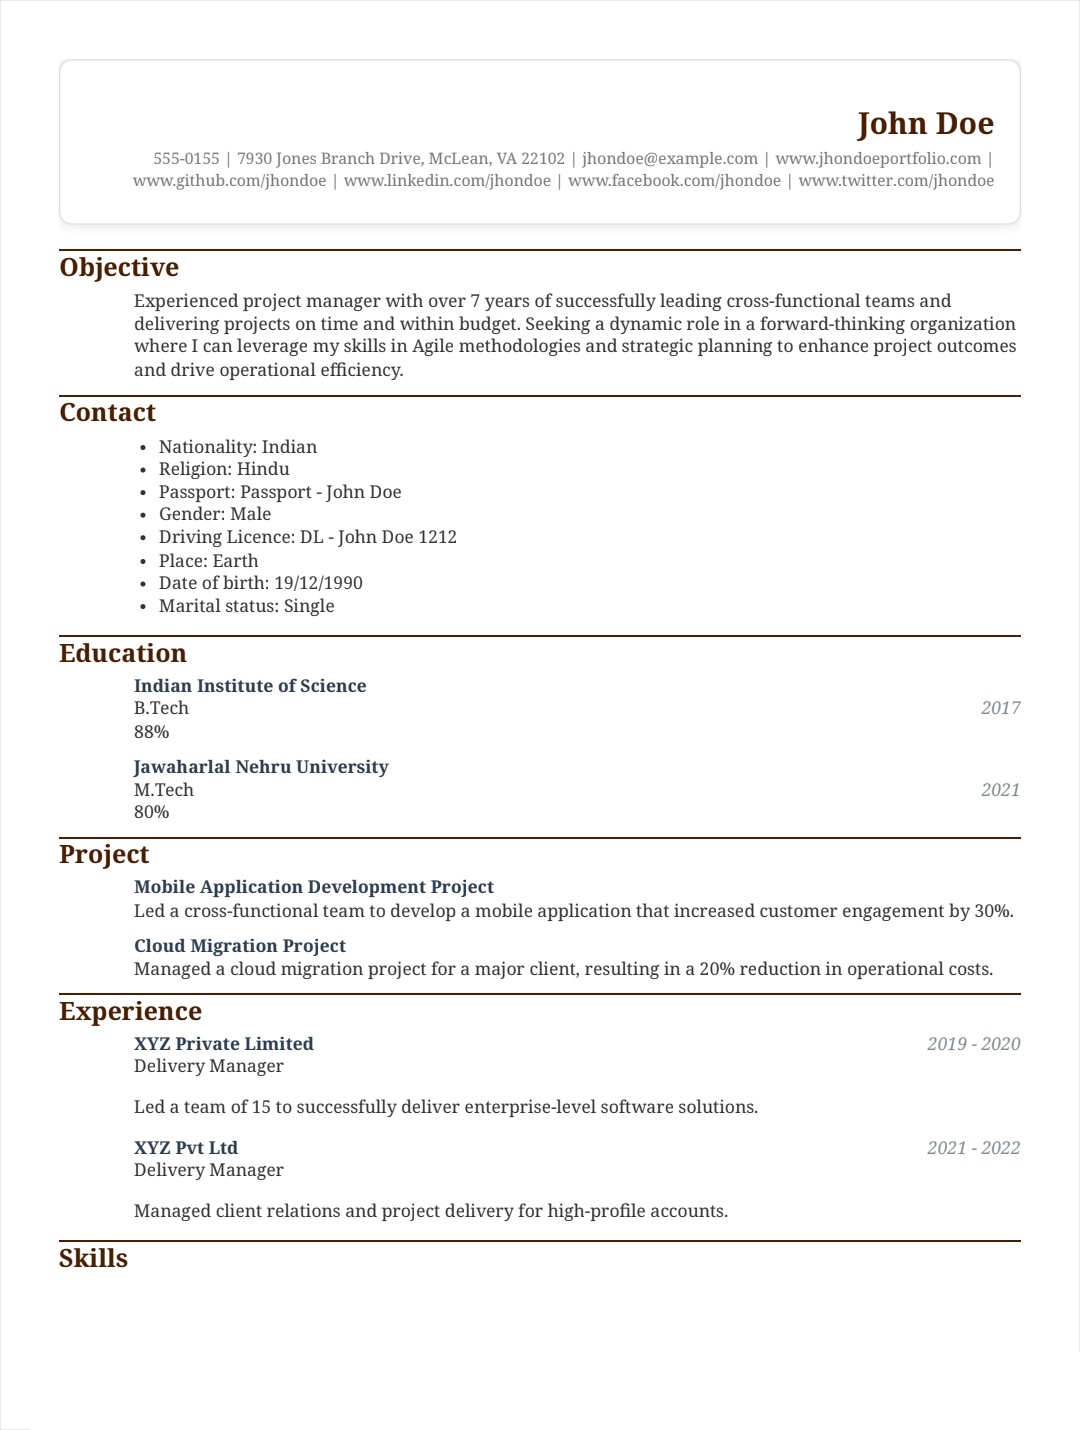 John Doe
555-0155 | 7930 Jones Branch Drive, McLean, VA 22102 | jhondoe@example.com | www.jhondoeportfolio.com |
www.github.com/jhondoe | www.linkedin.com/jhondoe | www.facebook.com/jhondoe | www.twitter.com/jhondoe
Objective
Experienced project manager with over 7 years of successfully leading cross-functional teams and
delivering projects on time and within budget. Seeking a dynamic role in a forward-thinking organization
where I can leverage my skills in Agile methodologies and strategic planning to enhance project outcomes
and drive operational efficiency.
Contact
• Nationality: Indian
• Religion: Hindu
• Passport: Passport - John Doe
• Gender: Male
• Driving Licence: DL - John Doe 1212
• Place: Earth
• Date of birth: 19/12/1990
• Marital status: Single
Education
Indian Institute of Science
B.Tech 2017
88%
Jawaharlal Nehru University
M.Tech 2021
80%
Project
Mobile Application Development Project
Led a cross-functional team to develop a mobile application that increased customer engagement by 30%.
Cloud Migration Project
Managed a cloud migration project for a major client, resulting in a 20% reduction in operational costs.
Experience
XYZ Private Limited 2019 - 2020
Delivery Manager
Led a team of 15 to successfully deliver enterprise-level software solutions.
XYZ Pvt Ltd 2021 - 2022
Delivery Manager
Managed client relations and project delivery for high-profile accounts.
Skills